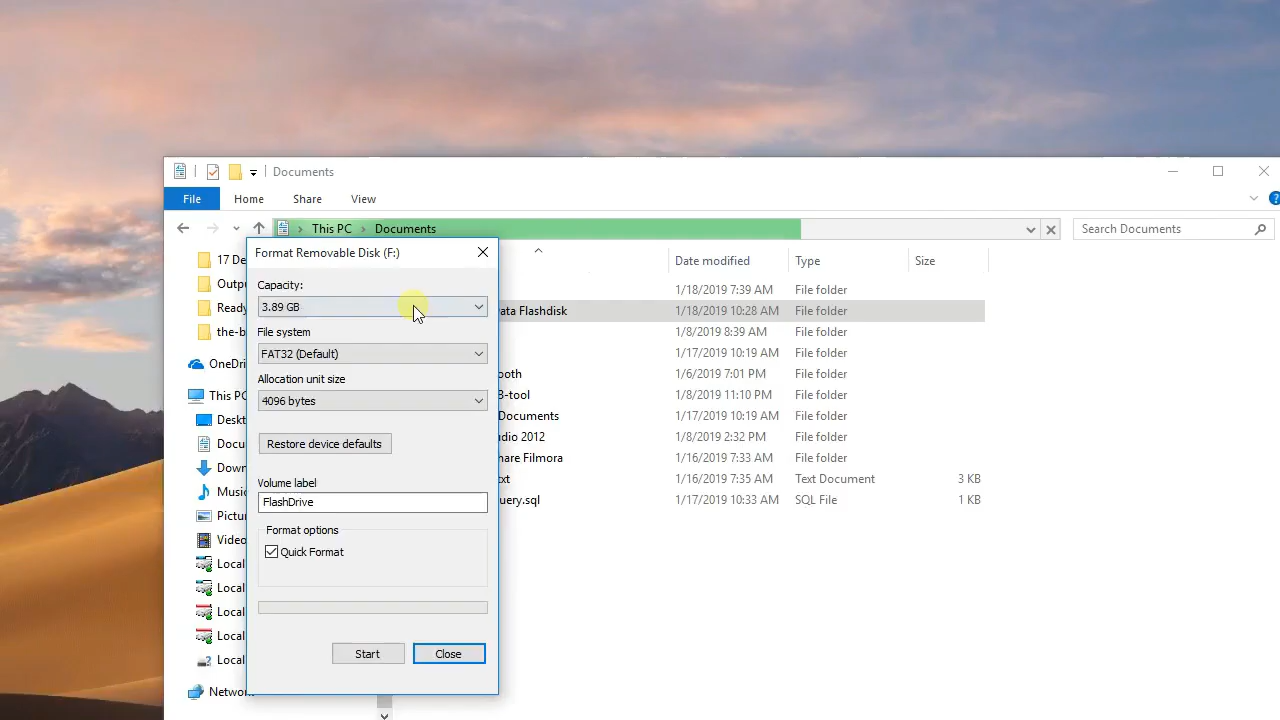 Documents
File Home Share View
This PC > Documents
Search Documents
Format Removable Disk (F:)
Capacity:
3.89 GB
File system
FAT32 (Default)
Allocation unit size
4096 bytes
Restore device defaults
Volume label
FlashDrive
Format options
Quick Format
Start Close
17 De
Outpu
Ready
the-b
OneDri
This PC
Deskt
Docu
Down
Music
Pictur
Video
Local
Local
Local
Local
Local
Network
Date modified Type Size
1/18/2019 7:39 AM File folder
ata Flashdisk 1/18/2019 10:28 AM File folder
1/8/2019 8:39 AM File folder
1/17/2019 10:19 AM File folder
ooth 1/6/2019 7:01 PM File folder
B-tool 1/8/2019 11:10 PM File folder
Documents 1/17/2019 10:19 AM File folder
dio 2012 1/8/2019 2:32 PM File folder
hare Filmora 1/16/2019 7:33 AM File folder
xt 1/16/2019 7:35 AM Text Document 3 KB
uery.sql 1/17/2019 10:33 AM SQL File 1 KB